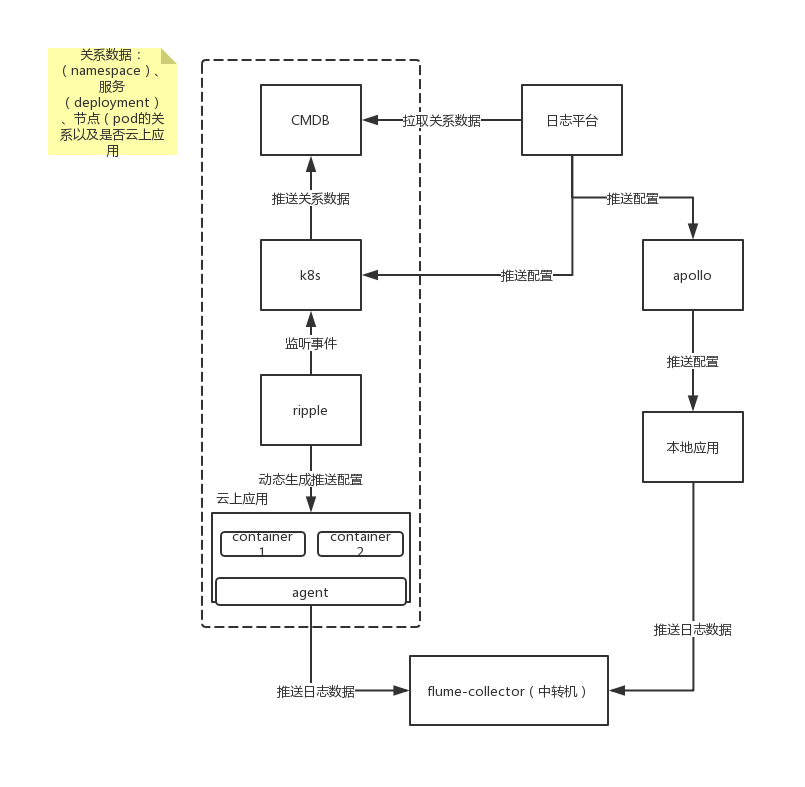 关系数据：
（namespace）、
服务
（deployment）
、节点（pod的关
系以及是否云上应
用
CMDB
拉取关系数据
日志平台
推送关系数据
推送配置
k8s
推送配置
apollo
监听事件
推送配置
ripple
本地应用
动态生成推送配置
云上应用
container
1
container
2
agent
推送日志数据
推送日志数据
flume-collector（中转机）